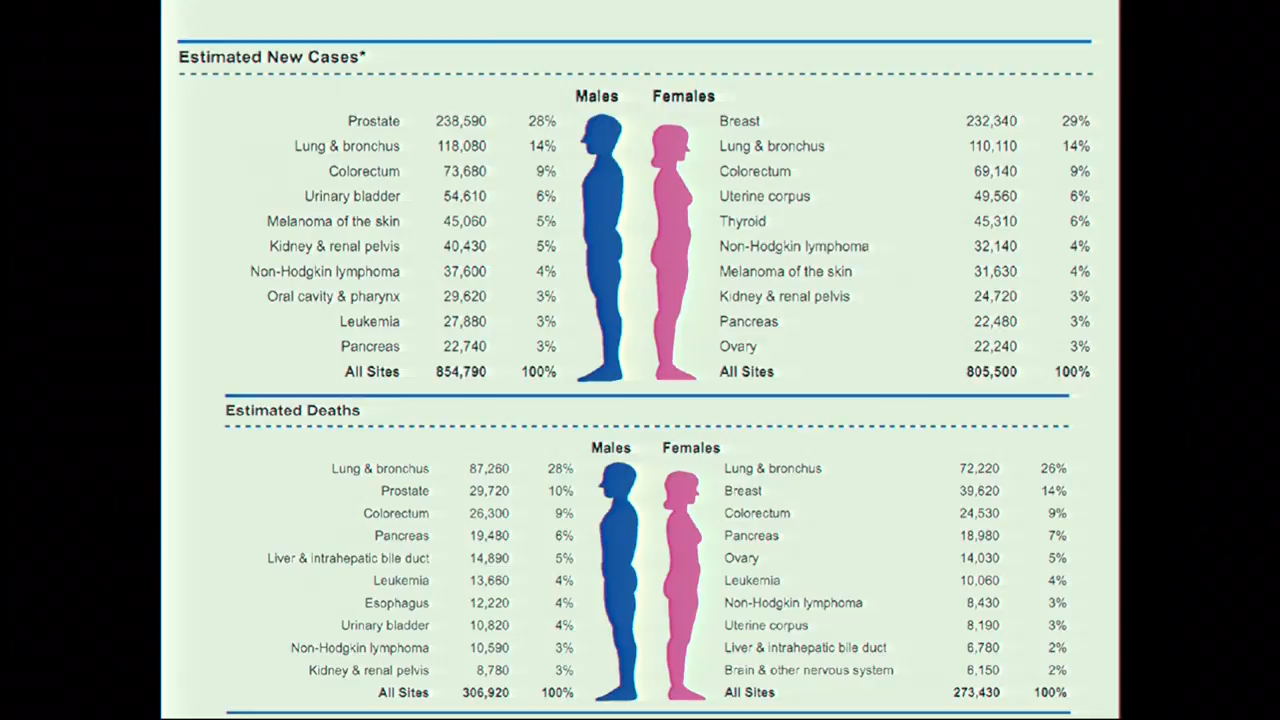 Estimated New Cases*
Males Females
Prostate 238,590 28% Breast 232,340 29%
Lung & bronchus 118,080 14% Lung & bronchus 110,110 14%
Colorectum 73,680 9% Colorectum 69,140 9%
Urinary bladder 54,610 6% Uterine corpus 49,560 6%
Melanoma of the skin 45,060 5% Thyroid 45,310 6%
Kidney & renal pelvis 40,430 5% Non-Hodgkin lymphoma 32,140 4%
Non-Hodgkin lymphoma 37,600 4% Melanoma of the skin 31,630 4%
Oral cavity & pharynx 29,620 3% Kidney & renal pelvis 24,720 3%
Leukemia 27,880 3% Pancreas 22,480 3%
Pancreas 22,740 3% Ovary 22,240 3%
All Sites 854,790 100% All Sites 805,500 100%
Estimated Deaths
Males Females
Lung & bronchus 87,260 28% Lung & bronchus 72,220 26%
Prostate 29,720 10% Breast 39,620 14%
Colorectum 26,300 9% Colorectum 24,530 9%
Pancreas 19,480 6% Pancreas 18,980 7%
Liver & intrahepatic bile duct 14,890 5% Ovary 14,030 5%
Leukemia 13,660 4% Leukemia 10,060 4%
Esophagus 12,220 4% Non-Hodgkin lymphoma 8,430 3%
Urinary bladder 10,820 4% Uterine corpus 8,190 3%
Non-Hodgkin lymphoma 10,590 3% Liver & intrahepatic bile duct 6,780 2%
Kidney & renal pelvis 8,780 3% Brain & other nervous system 6,150 2%
All Sites 306,920 100% All Sites 273,430 100%